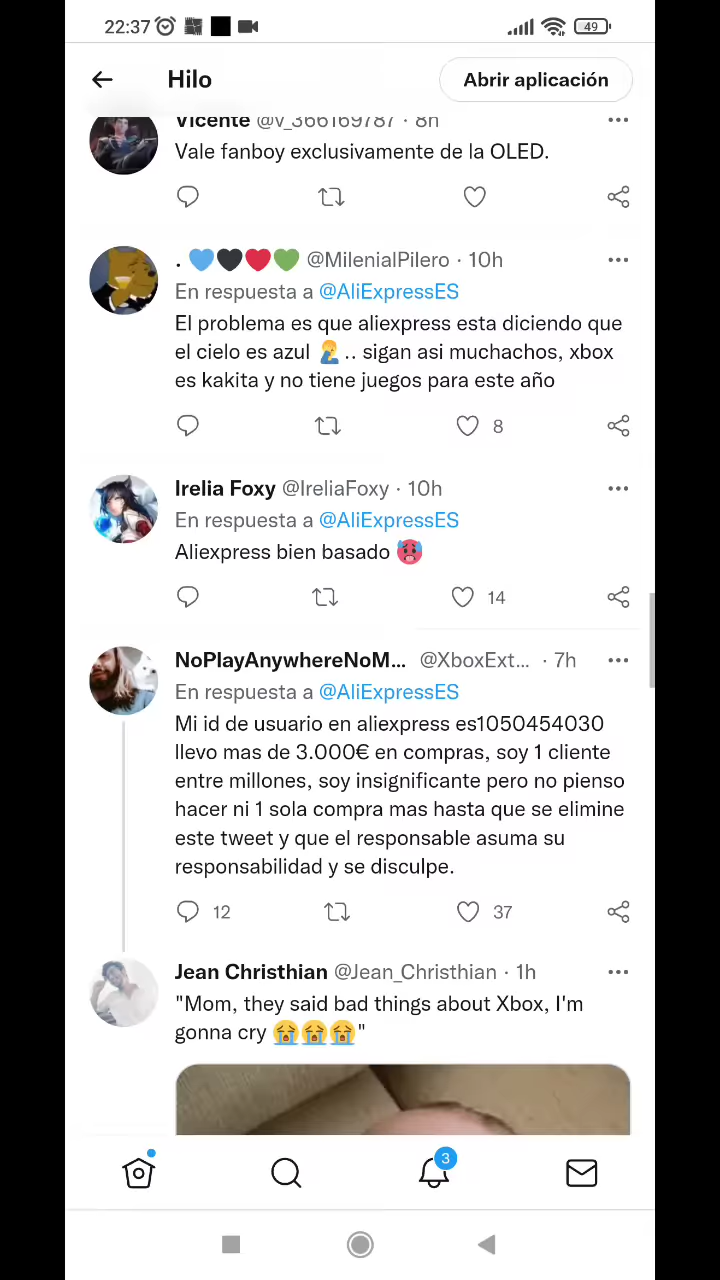 22:37
49
Hilo
Abrir aplicación
Vicente @v_366169787 · 8h
Vale fanboy exclusivamente de la OLED.
. 💙🖤❤️💚 @MilenialPilero · 10h
En respuesta a @AliExpressES
El problema es que aliexpress esta diciendo que
el cielo es azul 🤦‍♂️.. sigan asi muchachos, xbox
es kakita y no tiene juegos para este año
8
Irelia Foxy @IreliaFoxy · 10h
En respuesta a @AliExpressES
Aliexpress bien basado 🥵
14
NoPlayAnywhereNoM... @XboxExt... · 7h
En respuesta a @AliExpressES
Mi id de usuario en aliexpress es1050454030
llevo mas de 3.000€ en compras, soy 1 cliente
entre millones, soy insignificante pero no pienso
hacer ni 1 sola compra mas hasta que se elimine
este tweet y que el responsable asuma su
responsabilidad y se disculpe.
12
37
Jean Christhian @Jean_Christhian · 1h
"Mom, they said bad things about Xbox, I'm
gonna cry 😭😭😭"
3